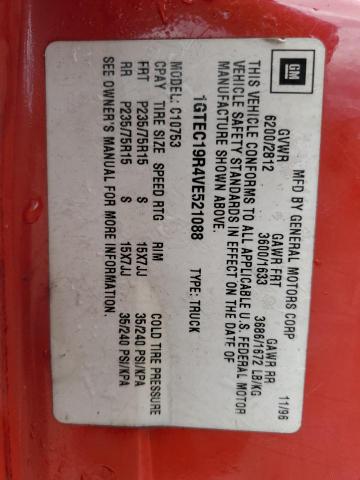 GM
MFD BY GENERAL MOTORS CORP
11/96
GVWR GAWR FRT GAWR RR
6200/2812 3600/1633 3686/1672 LB/KG
THIS VEHICLE CONFORMS TO ALL APPLICABLE U.S. FEDERAL MOTOR
VEHICLE SAFETY STANDARDS IN EFFECT ON THE DATE OF
MANUFACTURE SHOWN ABOVE.
1GTEC19R4VE521088 TYPE: TRUCK
MODEL: C10753
CPAY TIRE SIZE SPEED RTG RIM COLD TIRE PRESSURE
FRT P235/75R15 S 15X7JJ 35/240 PSI/KPA
RR P235/75R15 S 15X7JJ 35/240 PSI/KPA
SEE OWNER'S MANUAL FOR MORE INFORMATION.